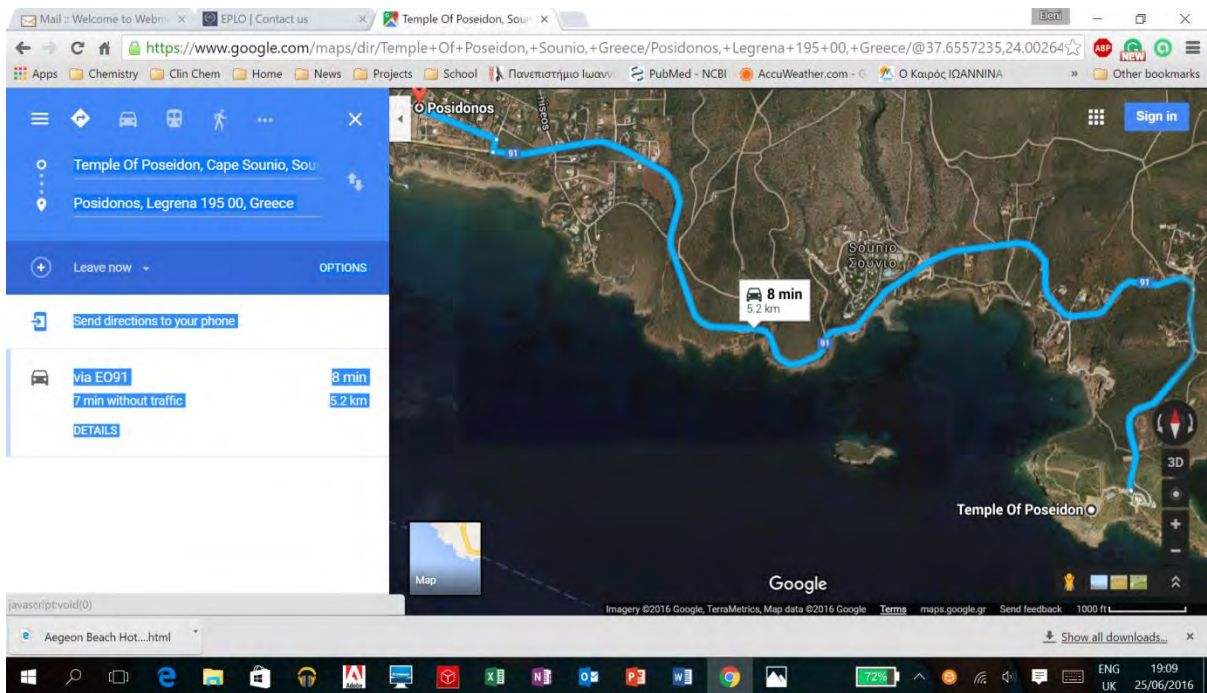 Mail :: Welcome to Webm
EPLO | Contact us
Temple Of Poseidon, Soun
Eleni
https://www.google.com/maps/dir/Temple+Of+Poseidon,+Sounio,+Greece/Posidonos,+Legrena+195+00,+Greece/@37.6557235,24.00264
ABP
NEW
Apps
Chemistry
Clin Chem
Home
News
Projects
School
Πανεπιστήμιο Ιωανν
PubMed - NCBI
AccuWeather.com - G
Ο Καιρός ΙΩΑΝΝΙΝΑ
»
Other bookmarks
Temple Of Poseidon, Cape Sounio, Sou
Posidonos, Legrena 195 00, Greece
Leave now
OPTIONS
Send directions to your phone
via EO91
8 min
7 min without traffic
5.2 km
DETAILS
Posidonos
niseos
91
Sign in
Sounio
Σούνιο
8 min
5.2 km
91
91
Temple Of Poseidon
3D
Map
Google
Imagery ©2016 Google, TerraMetrics, Map data ©2016 Google
Terms
maps.google.gr
Send feedback
1000 ft
javascript:void(0)
Aegeon Beach Hot....html
Show all downloads...
Adobe
72%
ENG
UK
19:09
25/06/2016